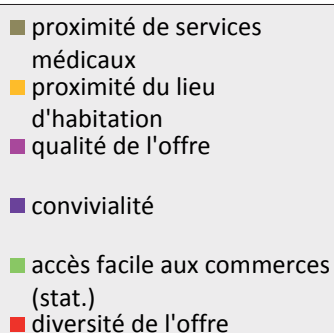 proximité de services
médicaux
proximité du lieu
d'habitation
qualité de l'offre
convivialité
accès facile aux commerces
(stat.)
diversité de l'offre